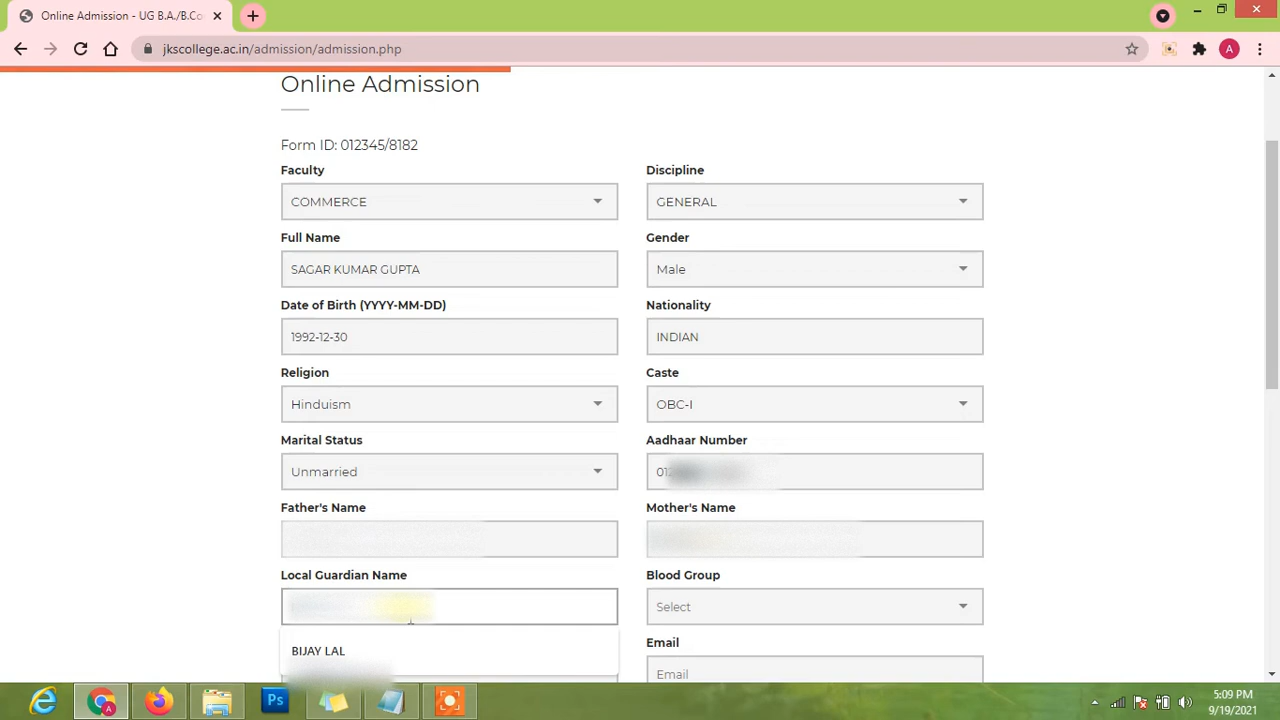 Online Admission - UG B.A./B.Co
jkscollege.ac.in/admission/admission.php
A
Online Admission
Form ID: 012345/8182
Faculty
Discipline
COMMERCE
GENERAL
Full Name
Gender
SAGAR KUMAR GUPTA
Male
Date of Birth (YYYY-MM-DD)
Nationality
1992-12-30
INDIAN
Religion
Caste
Hinduism
OBC-I
Marital Status
Aadhaar Number
Unmarried
Father's Name
Mother's Name
Local Guardian Name
Blood Group
Select
BIJAY LAL
Email
Email
Ps
A
5:09 PM
9/19/2021